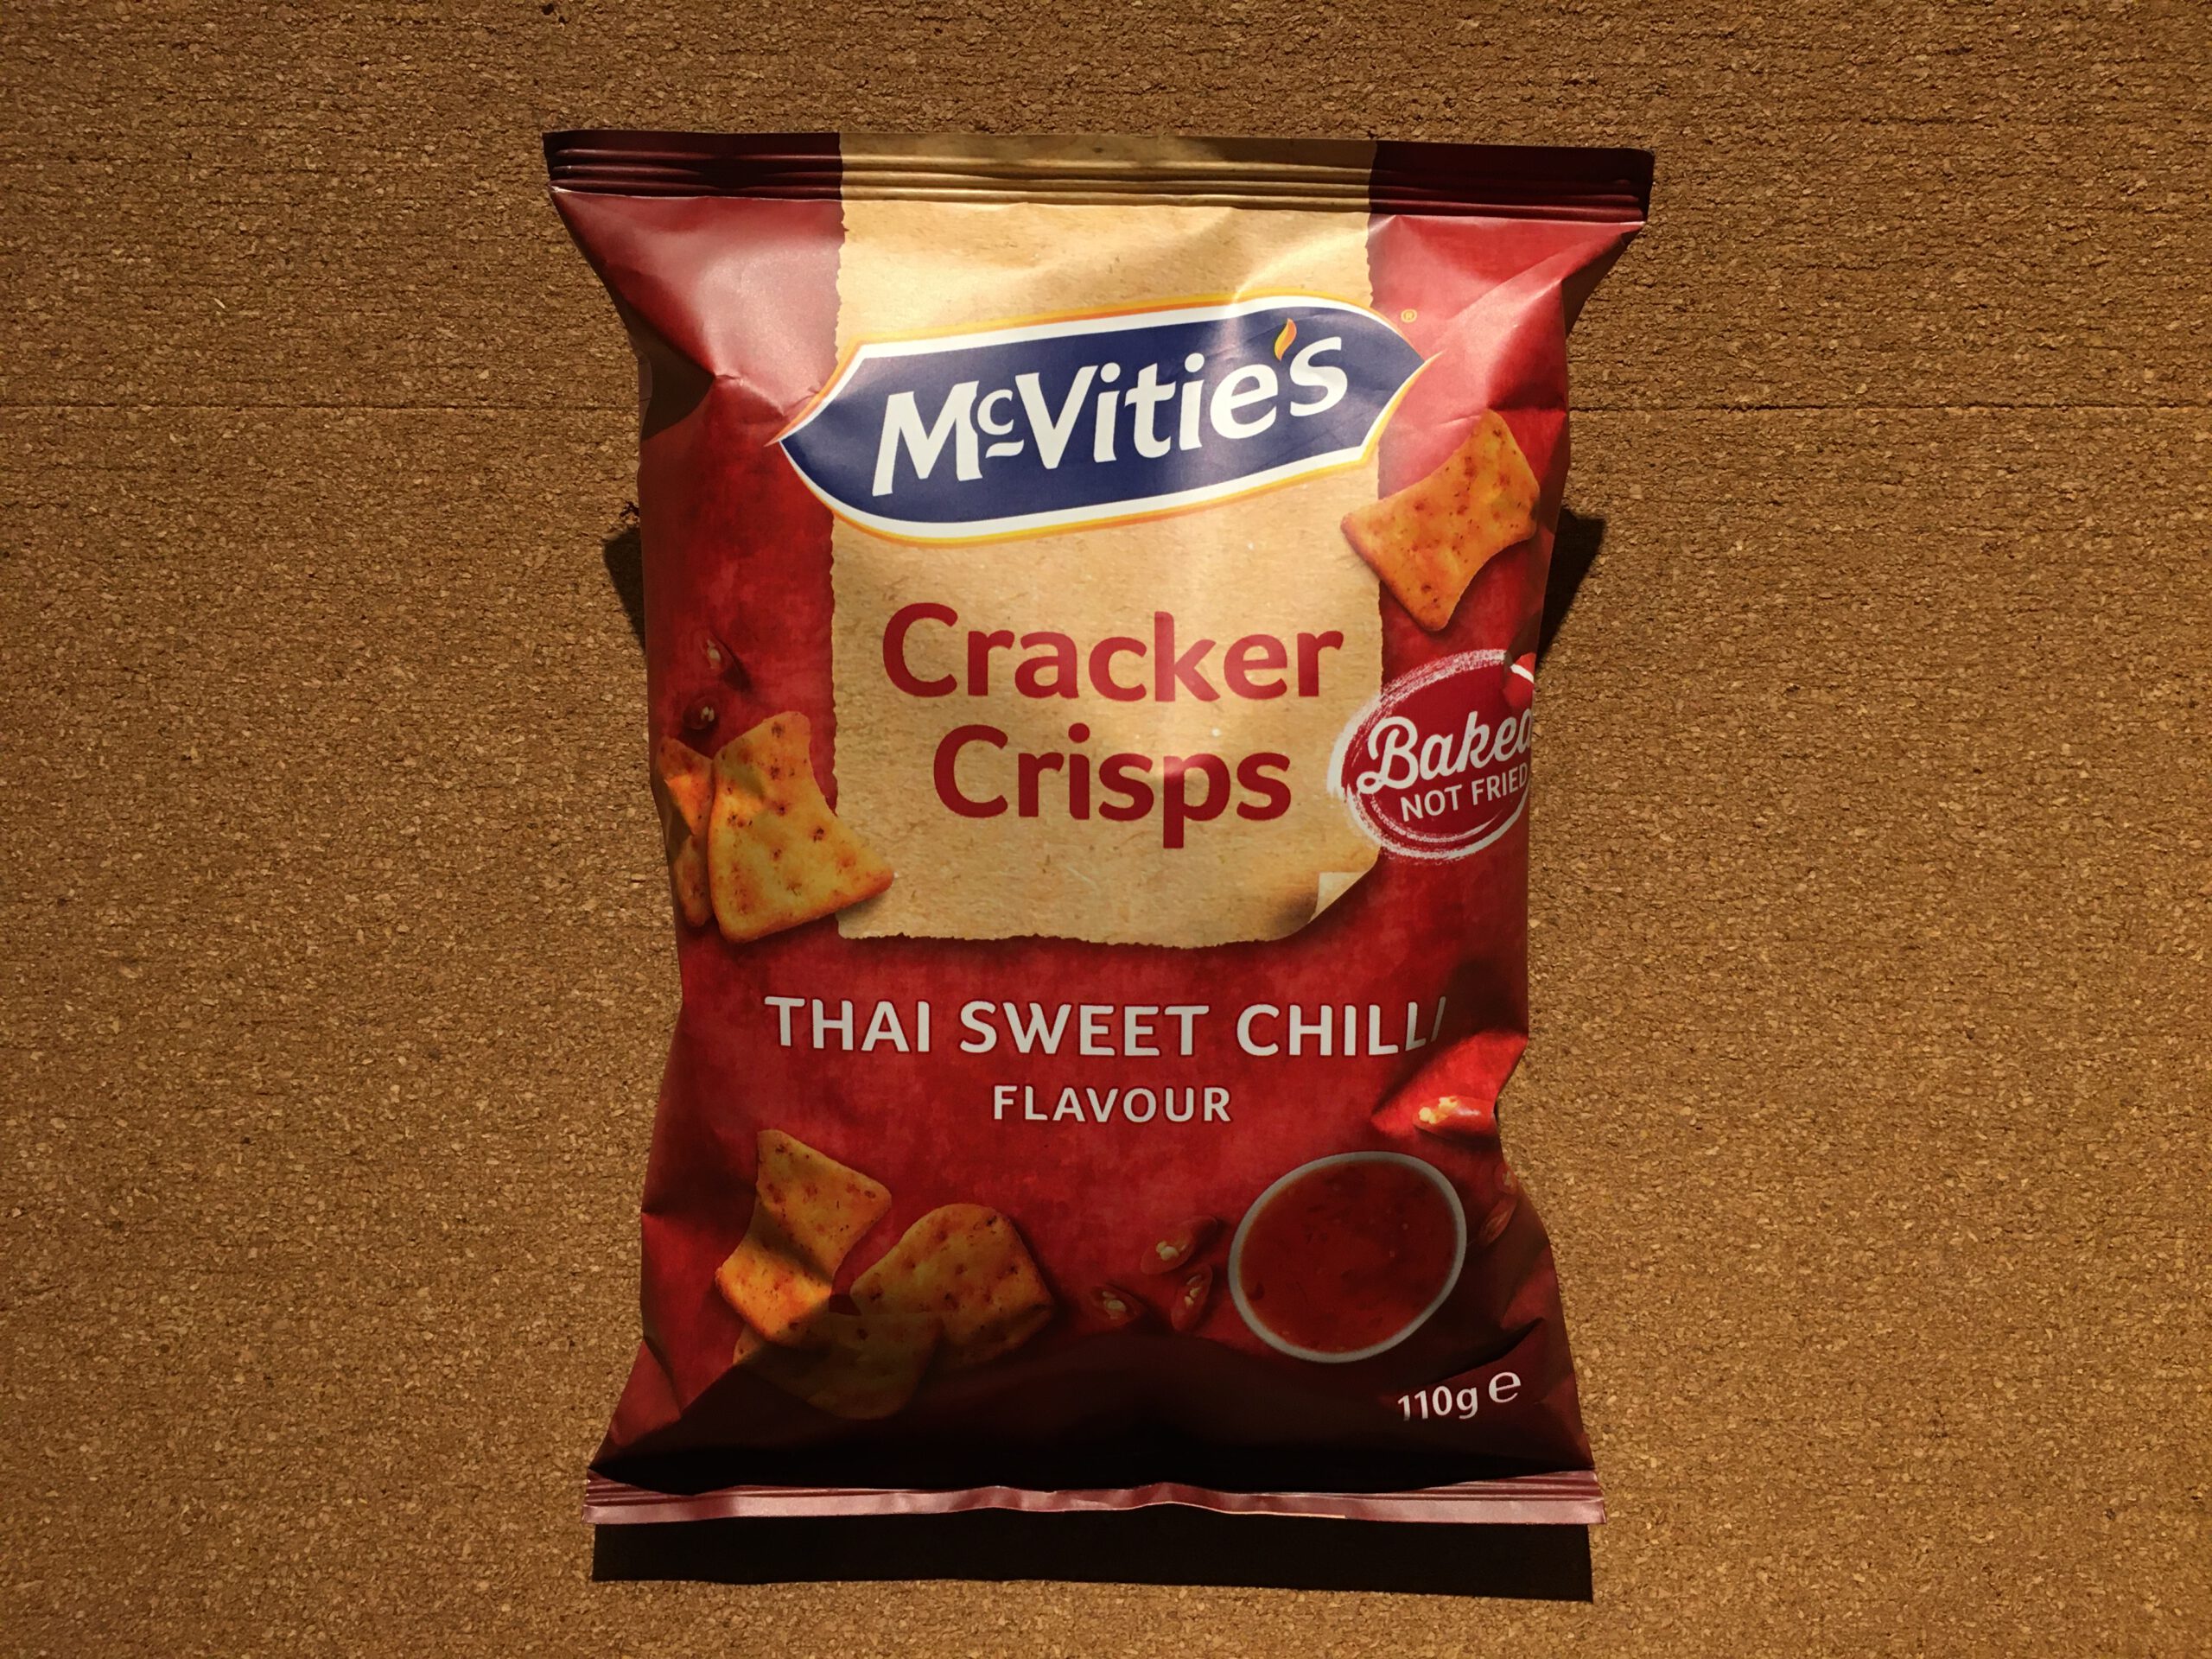 McVitie's
®
Cracker
Crisps
Baked
NOT FRIED
THAI SWEET CHILLI
FLAVOUR
110g ℮